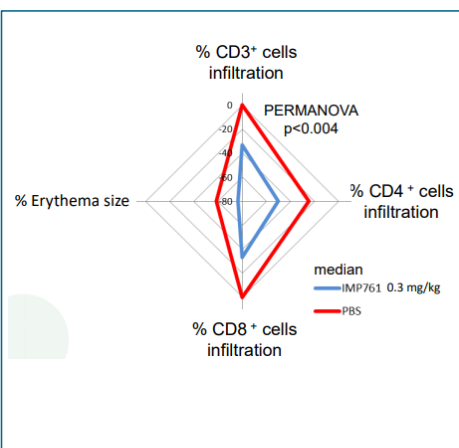 % CD3⁺ cells
infiltration
0
-20
-40
-60
-80
PERMANOVA
p<0.004
% Erythema size
% CD4 ⁺ cells
infiltration
median
IMP761 0.3 mg/kg
PBS
% CD8 ⁺ cells
infiltration